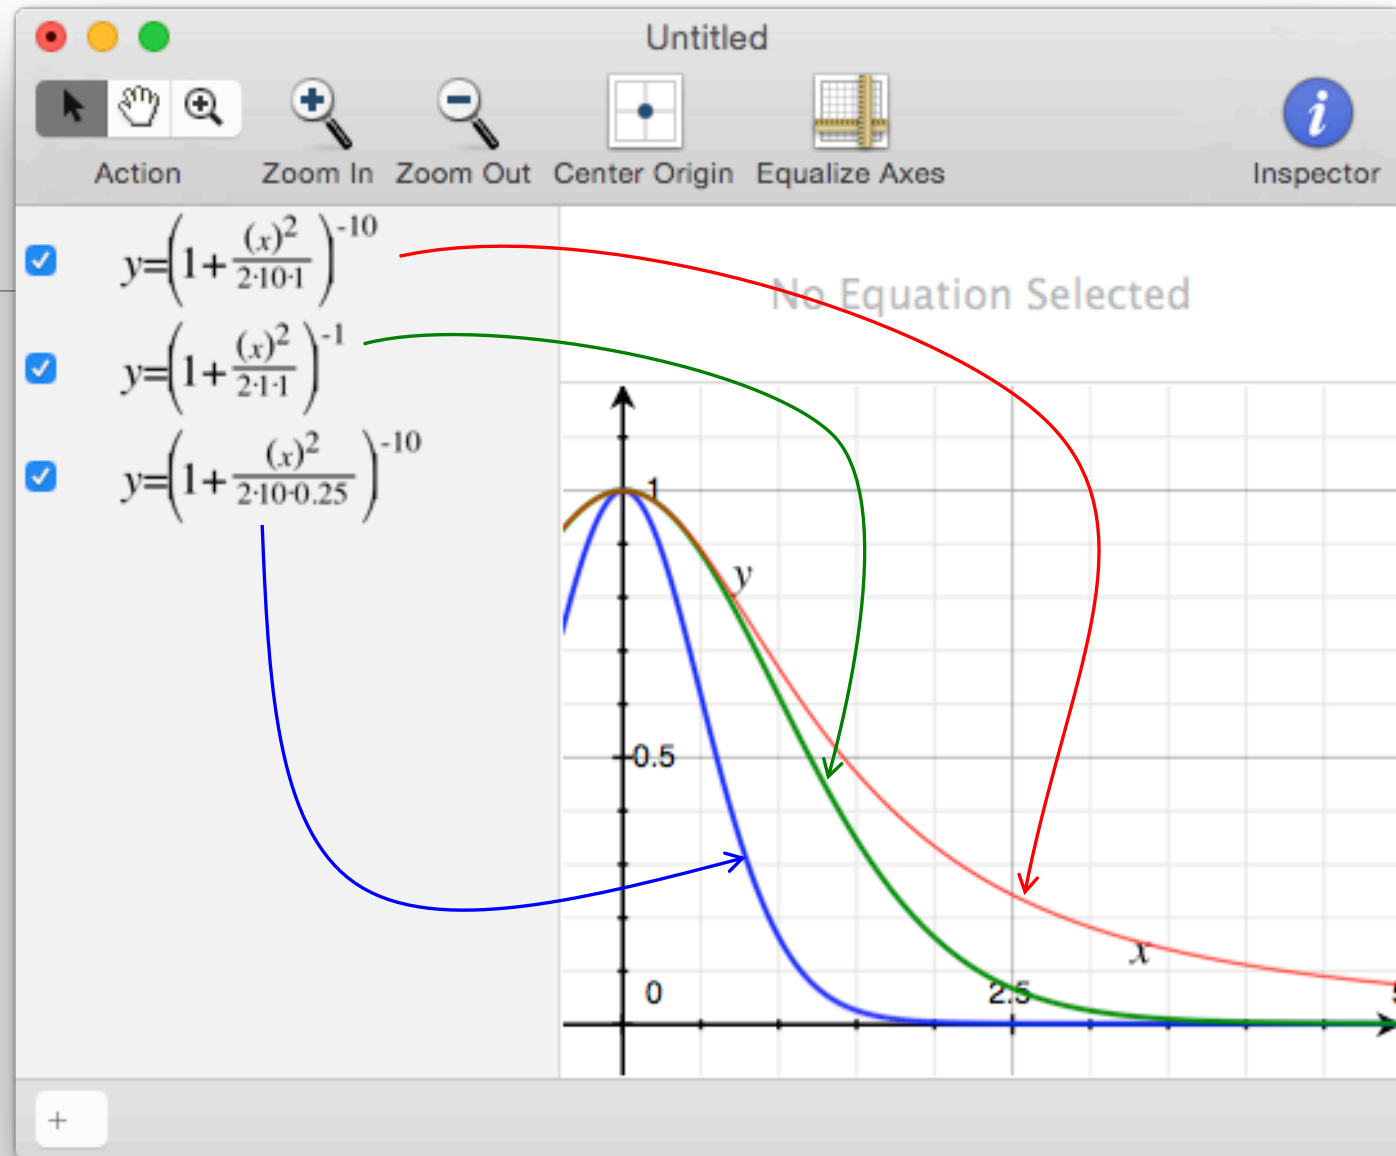 Untitled
Action Zoom In Zoom Out Center Origin Equalize Axes Inspector
y=(1+(x)²/2·10·1)^-10
No Equation Selected
y=(1+(x)²/2·1·1)^-1
y=(1+(x)²/2·10·0.25)^-10
1
y
0.5
x
0 2.5
+